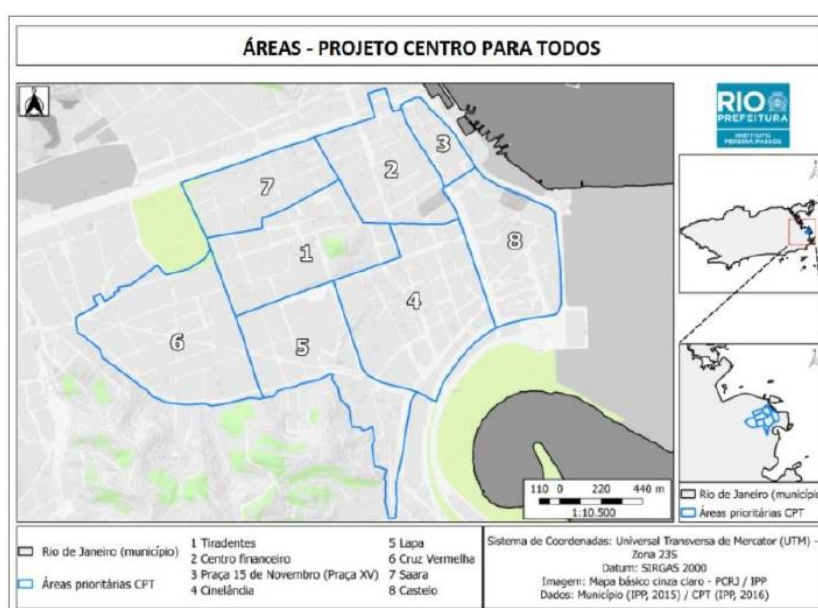 ÁREAS - PROJETO CENTRO PARA TODOS
RIO
PREFEITURA
INSTITUTO
PEREIRA PASSOS
3
2
7
1
8
4
6
5
110 0 220 440 m
1:10.500
Rio de Janeiro (município)
Áreas prioritárias CPT
Rio de Janeiro (município)
Áreas prioritárias CPT
1 Tiradentes
2 Centro financeiro
3 Praça 15 de Novembro (Praça XV)
4 Cinelândia
5 Lapa
6 Cruz Vermelha
7 Saara
8 Castelo
Sistema de Coordenadas: Universal Transversa de Mercator (UTM) -
Zona 23S
Datum: SIRGAS 2000
Imagem: Mapa básico cinza claro - PCRJ / IPP
Dados: Município (IPP, 2015) / CPT (IPP, 2016)